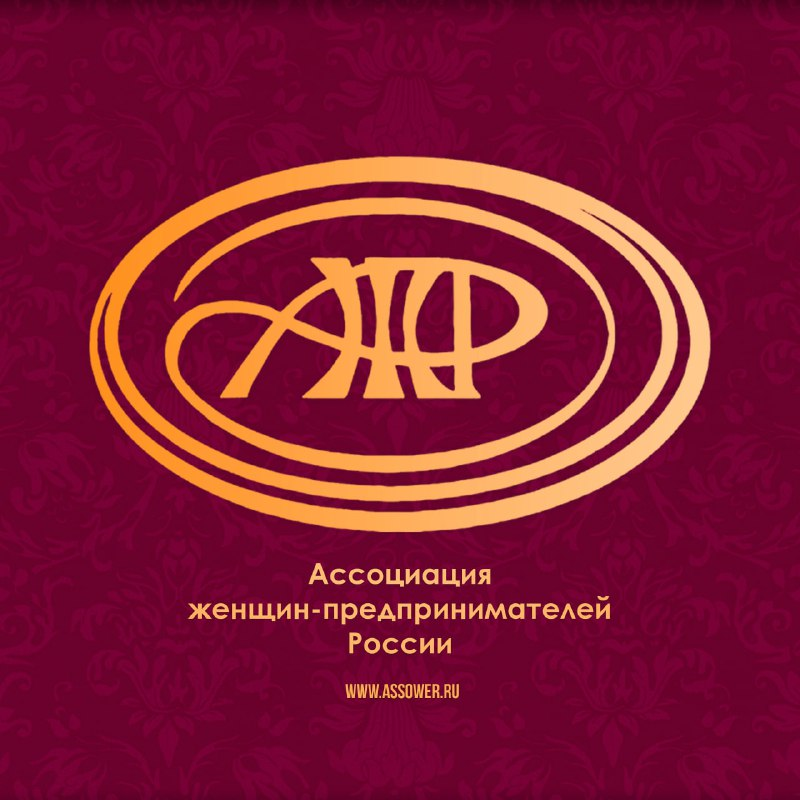 АЖР
Ассоциация
женщин-предпринимателей
России
WWW.ASSOWER.RU